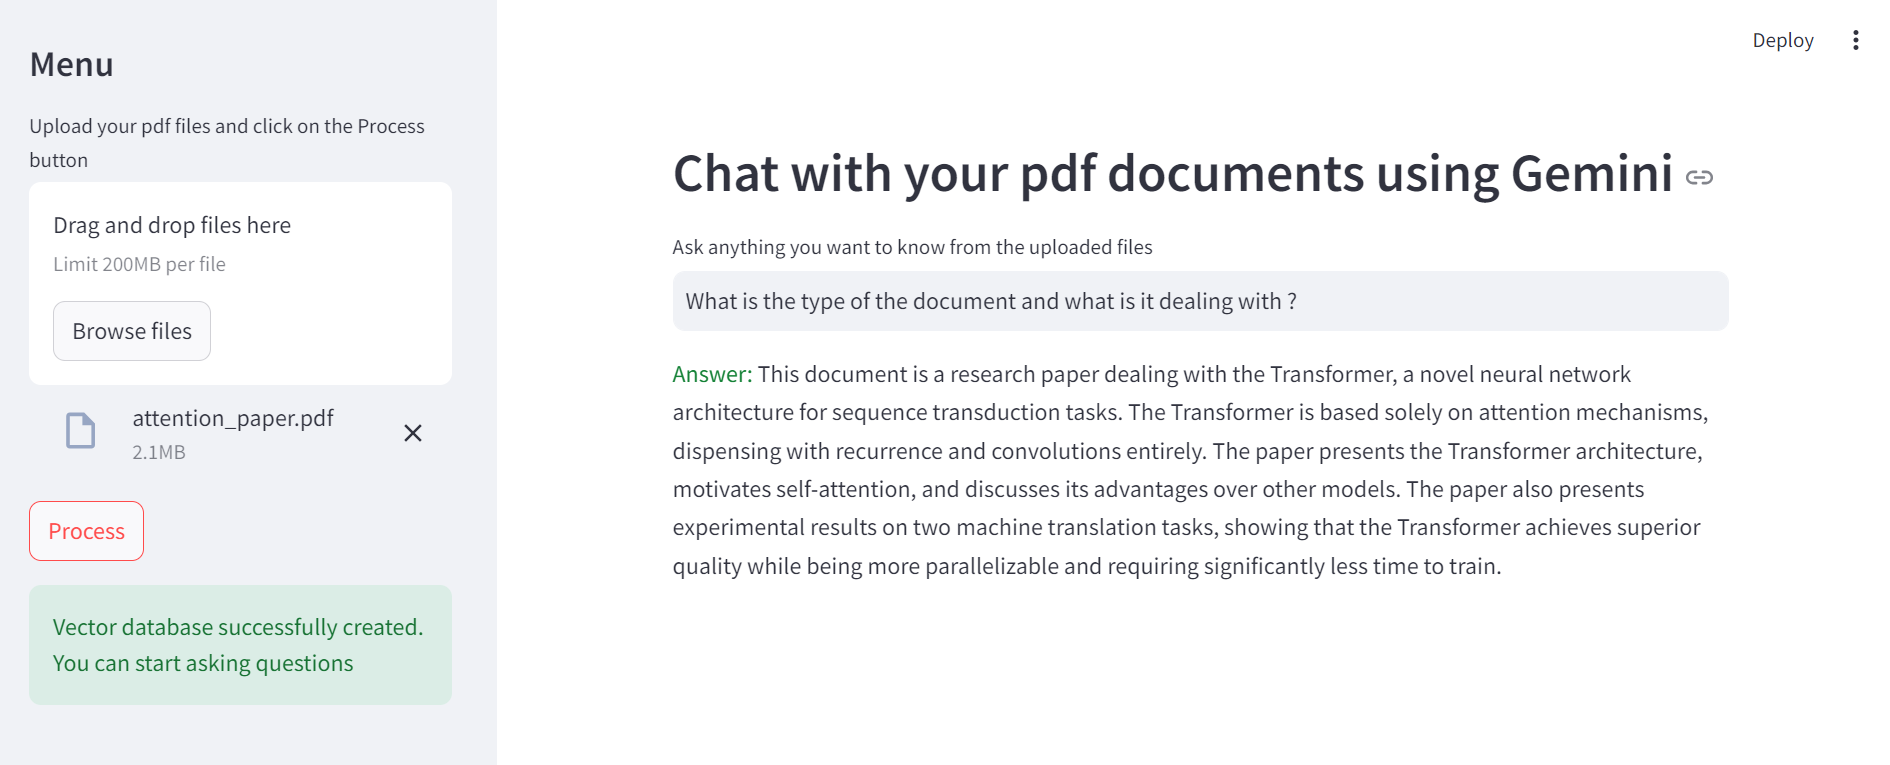 Menu
Upload your pdf files and click on the Process
button
Drag and drop files here
Limit 200MB per file
Browse files
attention_paper.pdf
2.1MB
Process
Vector database successfully created.
You can start asking questions
Deploy
Chat with your pdf documents using Gemini
Ask anything you want to know from the uploaded files
What is the type of the document and what is it dealing with ?
Answer: This document is a research paper dealing with the Transformer, a novel neural network
architecture for sequence transduction tasks. The Transformer is based solely on attention mechanisms,
dispensing with recurrence and convolutions entirely. The paper presents the Transformer architecture,
motivates self-attention, and discusses its advantages over other models. The paper also presents
experimental results on two machine translation tasks, showing that the Transformer achieves superior
quality while being more parallelizable and requiring significantly less time to train.